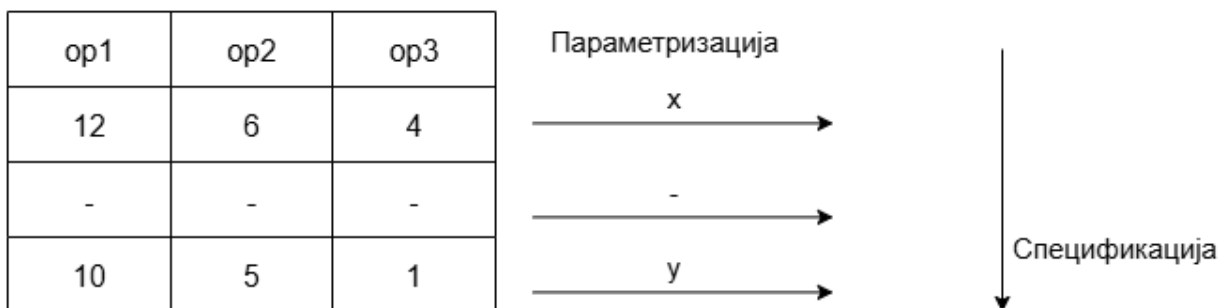 op1 op2 op3 Параметризација
12 6 4 x
- - - -
Спецификација
10 5 1 y